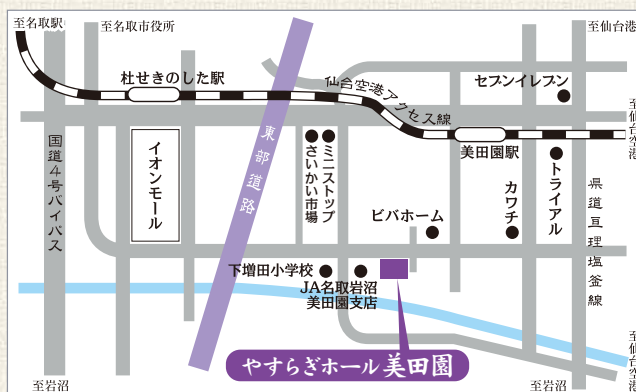 至名取駅
至名取市役所
至仙台港
杜せきのした駅
仙台空港アクセス線
セブンイレブン
至仙台空港
国道4号バイパス
イオンモール
東部道路
ミニストップ
さいかい市場
美田園駅
トライアル
カワチ
県道亘理塩釜線
ビバホーム
下増田小学校
JA名取岩沼
美田園支店
やすらぎホール美田園
至岩沼
至岩沼